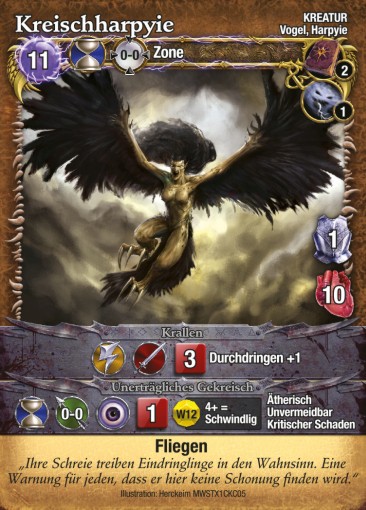 Kreischharpyie
KREATUR
Vogel, Harpyie
11
0-0 Zone
2
1
1
10
Krallen
3 Durchdringen +1
Unerträgliches Gekreisch
0-0 1 W12 4+ =
Schwindlig
Ätherisch
Unvermeidbar
Kritischer Schaden
Fliegen
„Ihre Schreie treiben Eindringlinge in den Wahnsinn. Eine
Warnung für jeden, dass er hier keine Schonung finden wird.“
Illustration: Herckeim MWSTX1CKC05